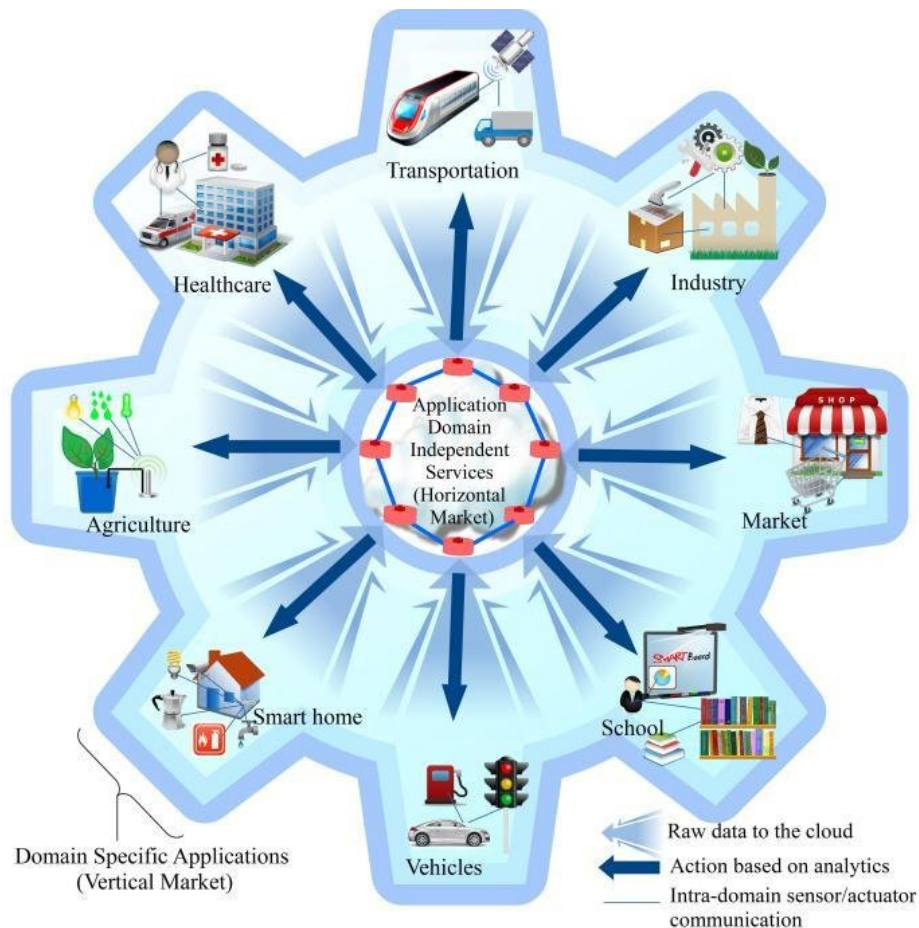 Transportation
Healthcare
Industry
SHOP
Application
Domain
Independent
Services
(Horizontal
Market)
Agriculture
Market
SMART Board
Smart home
School
Vehicles
Domain Specific Applications
(Vertical Market)
Raw data to the cloud
Action based on analytics
Intra-domain sensor/actuator
communication